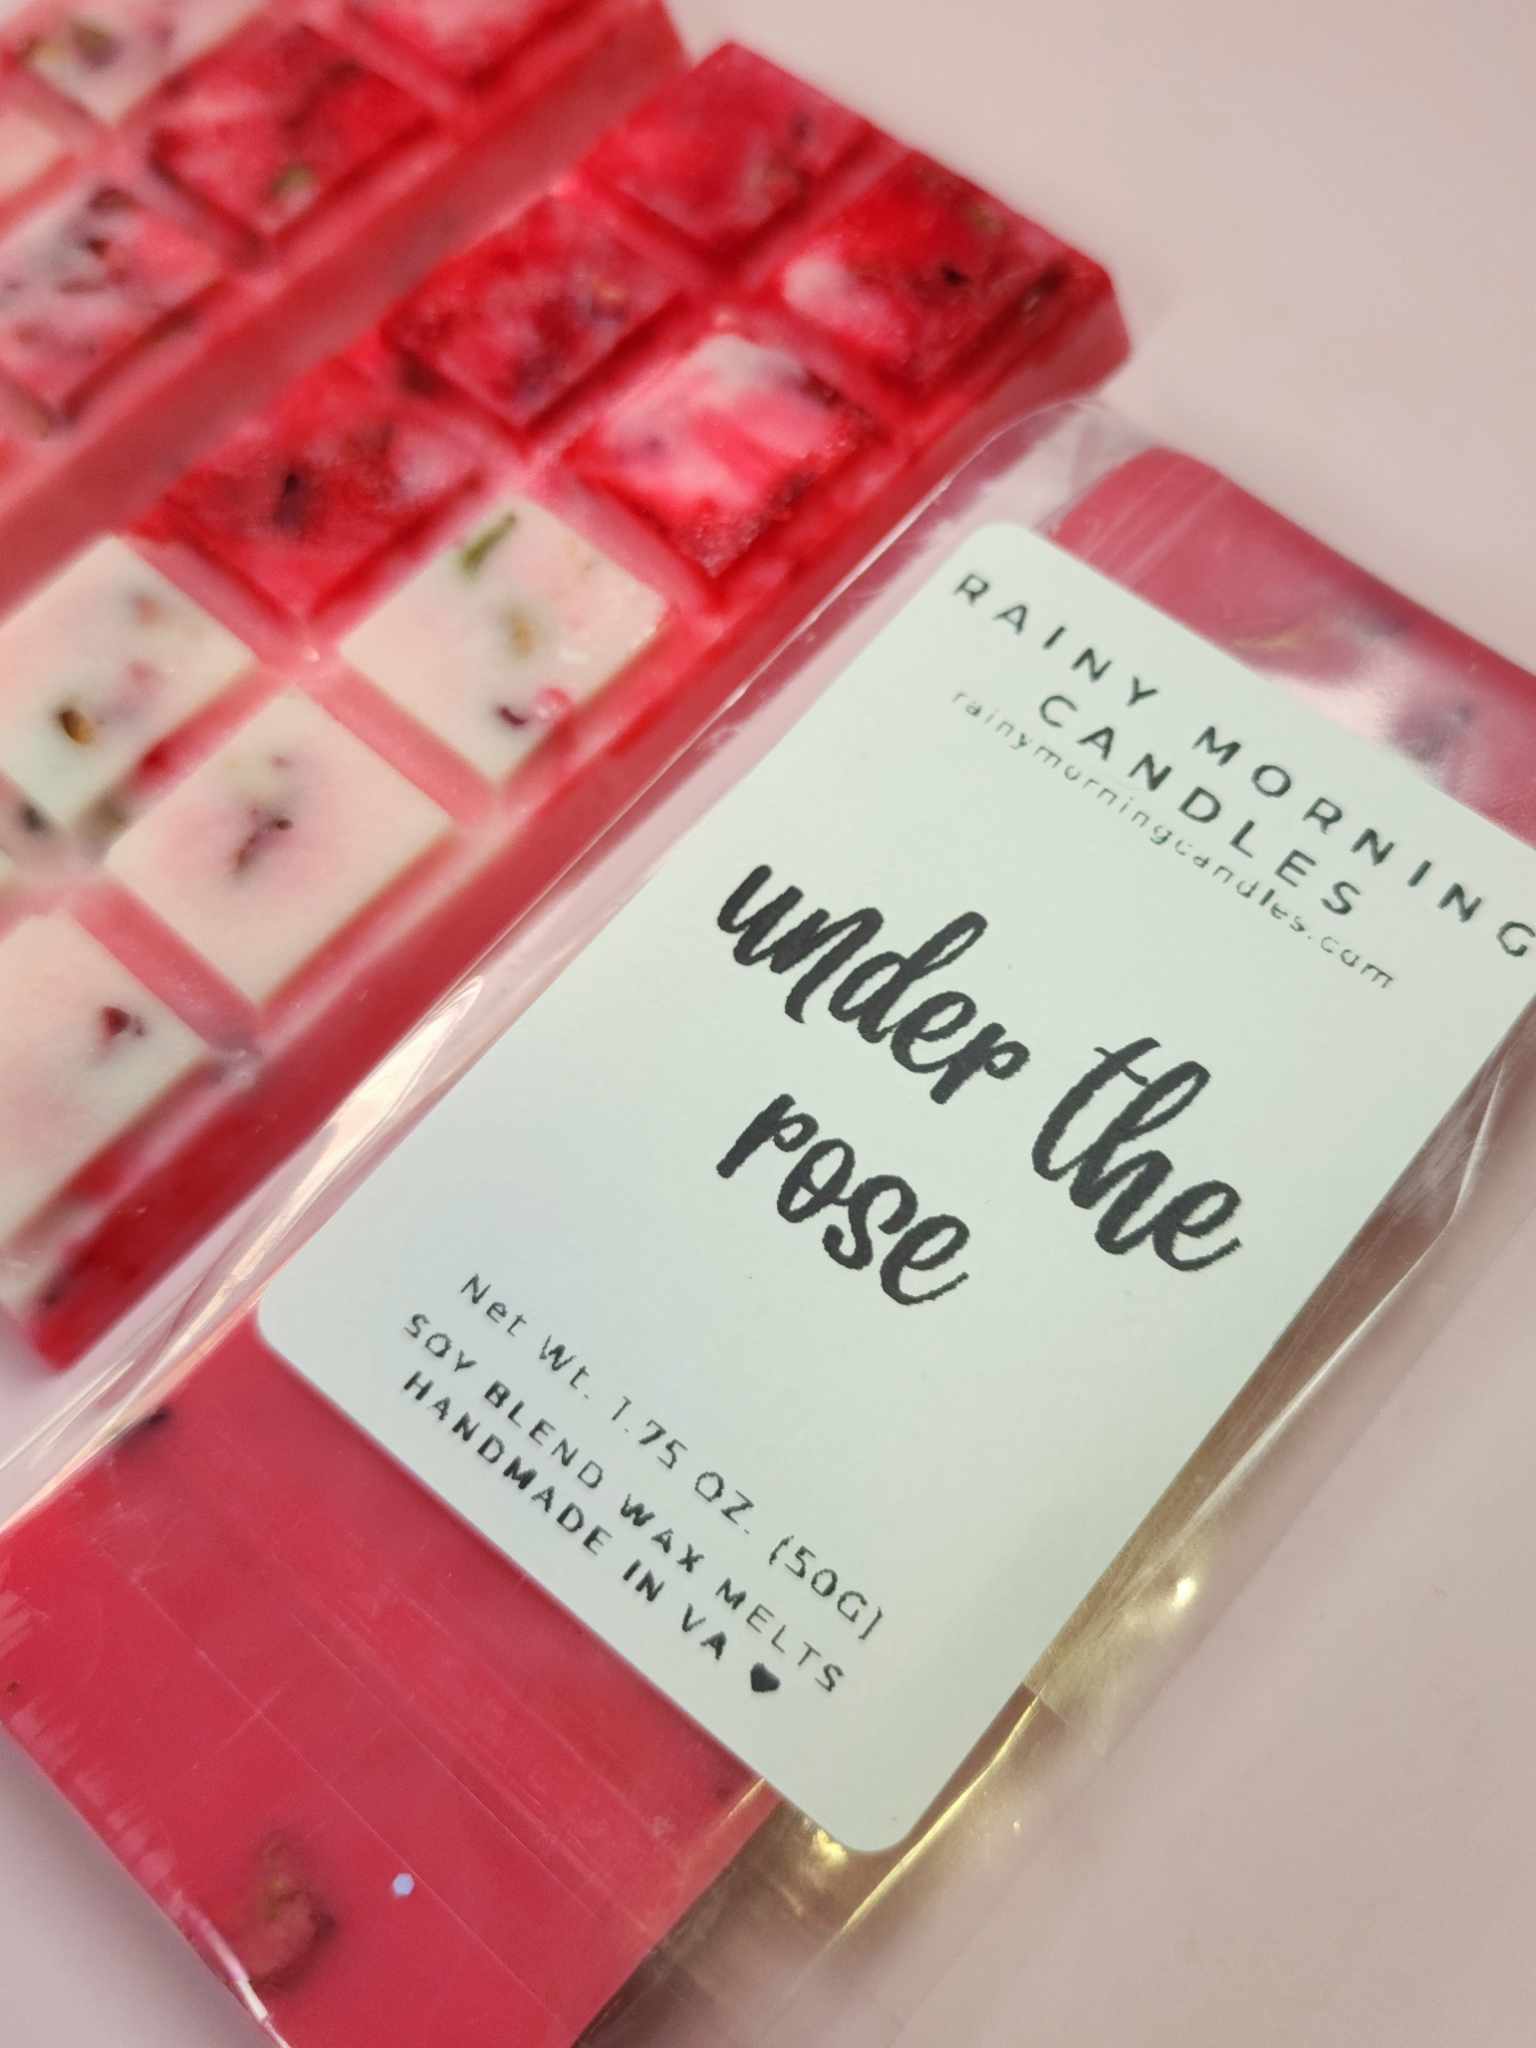 RAINY MORNING
CANDLES
rainymorningcandles.com
under the
rose
Net Wt. 1.75 OZ. (50G)
SOY BLEND WAX MELTS
HANDMADE IN VA ♥